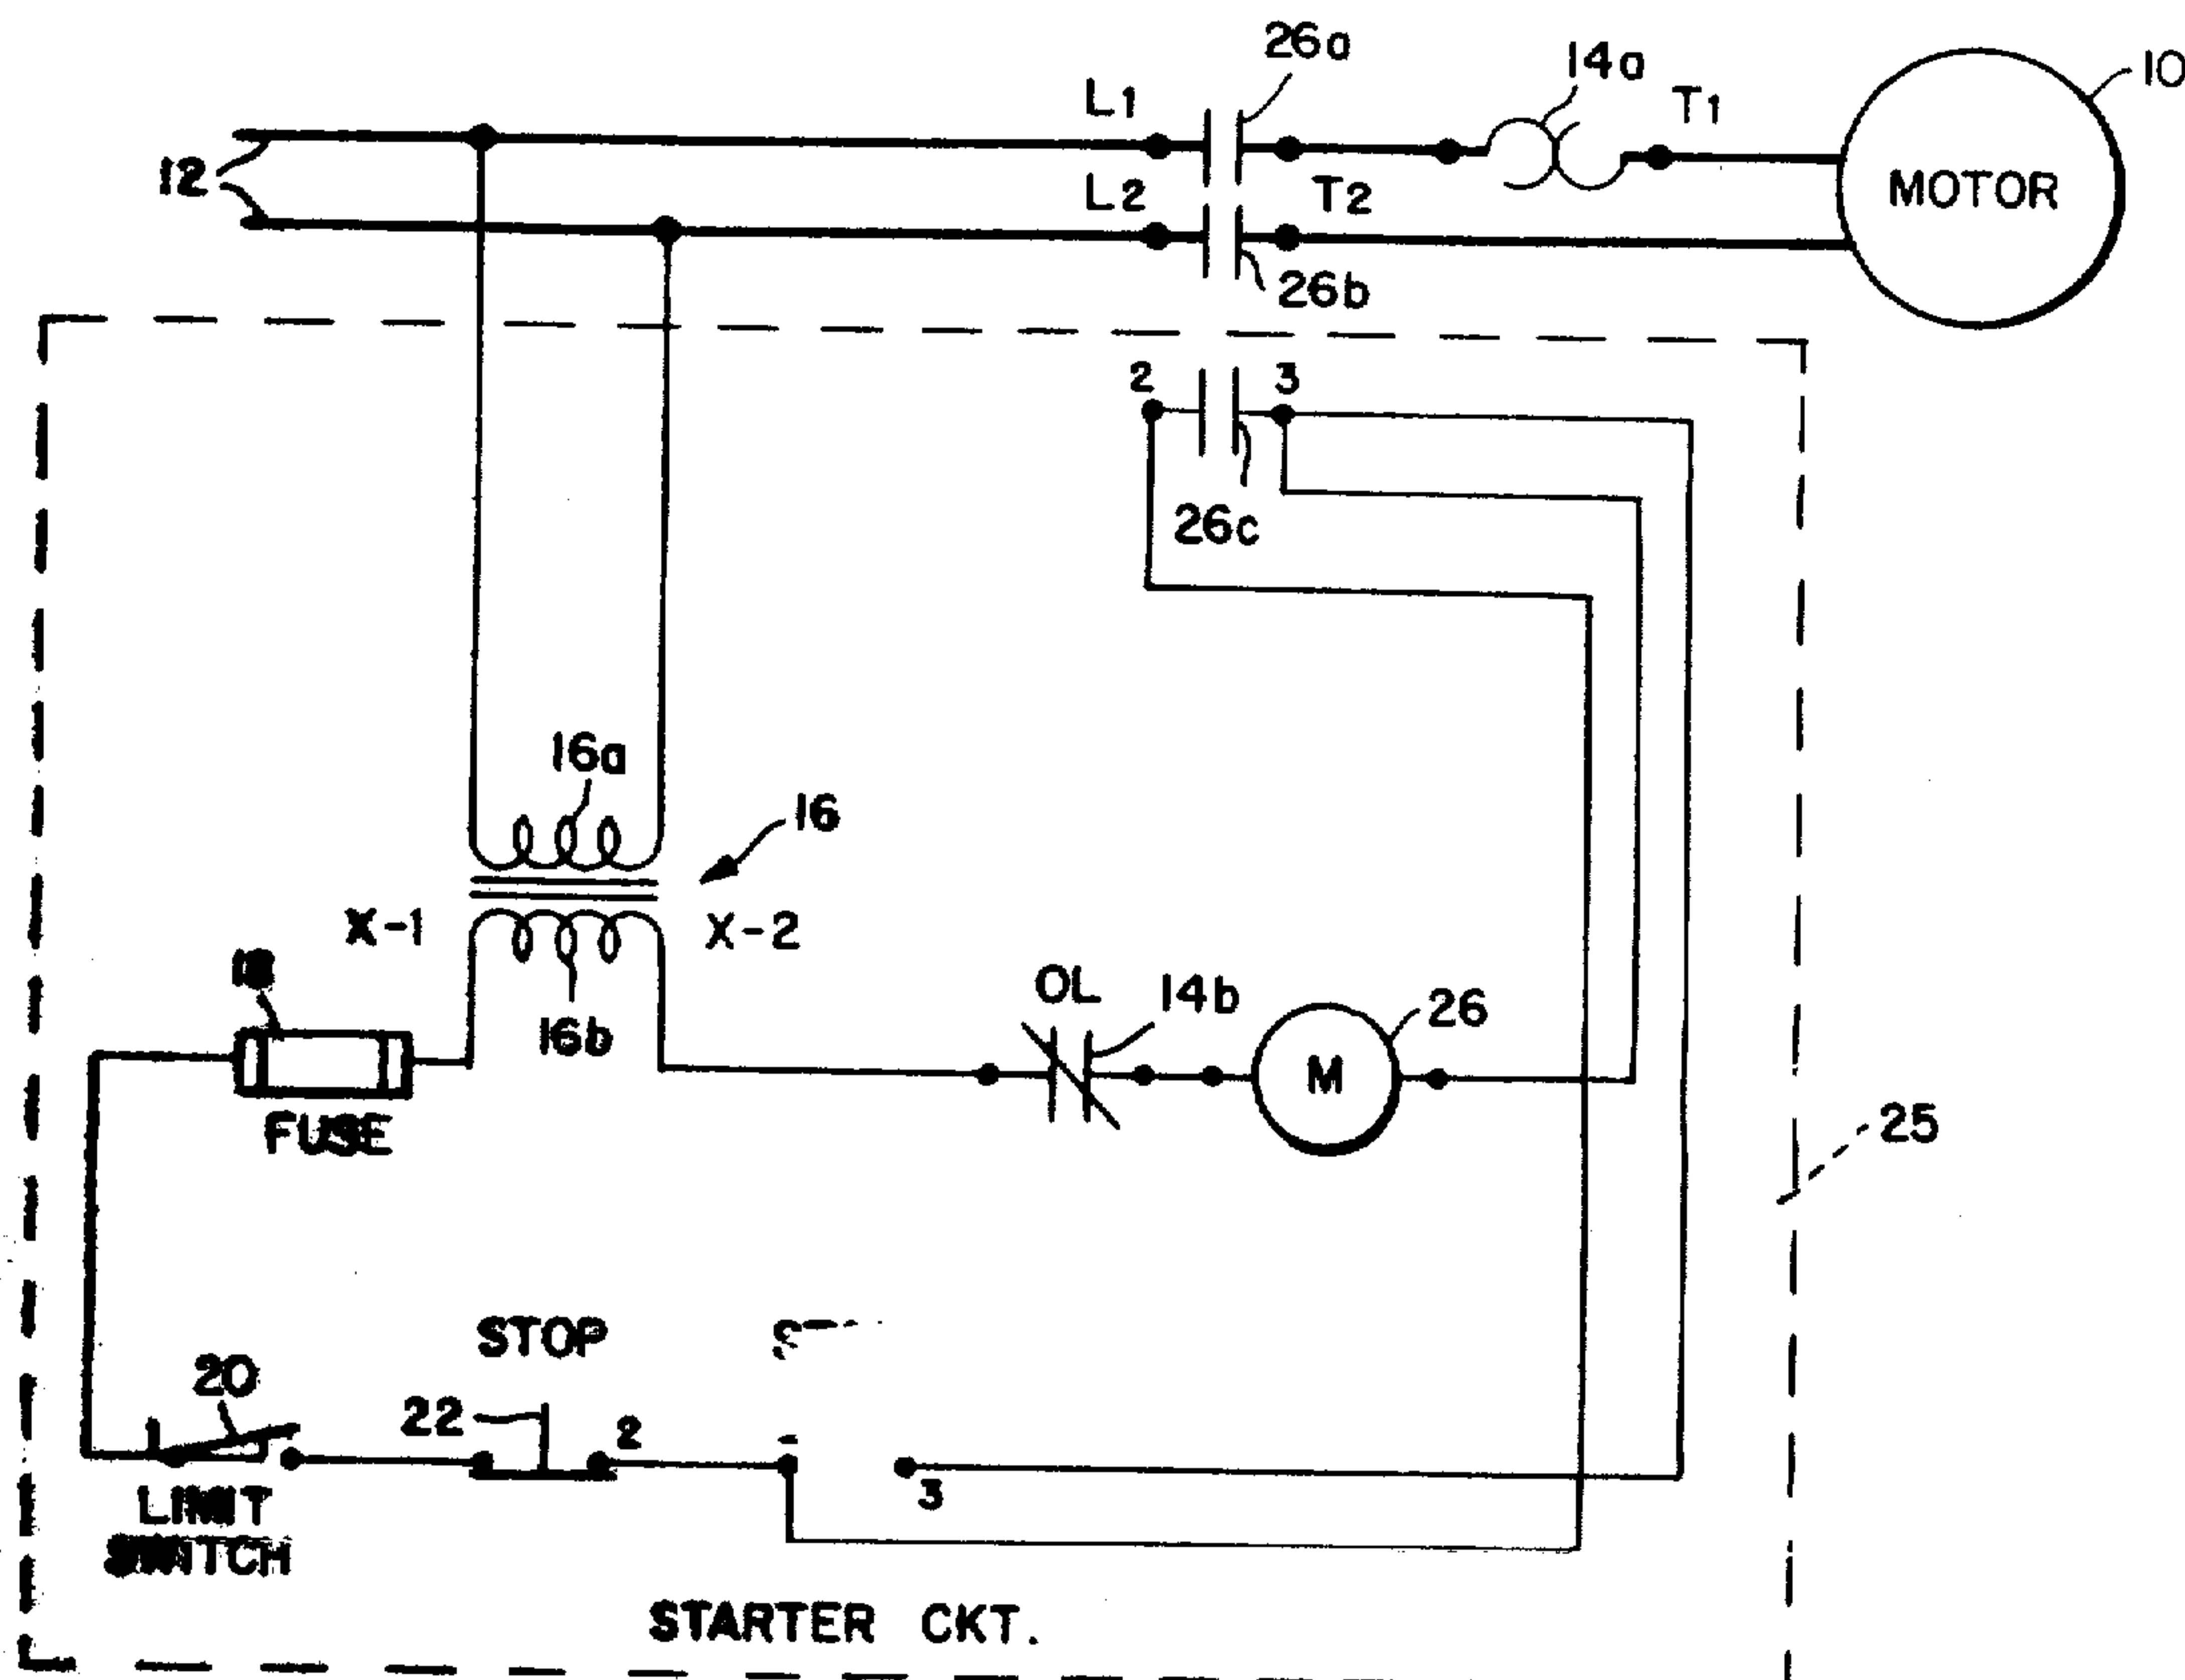 26a
14a
10
L1
T1
12
MOTOR
L2
T2
26b
2
3
26c
16a
16
X-1
X-2
OL
14b
26
16b
M
FUSE
25
STOP
20
22
2
3
LIMIT
SWITCH
STARTER CKT.